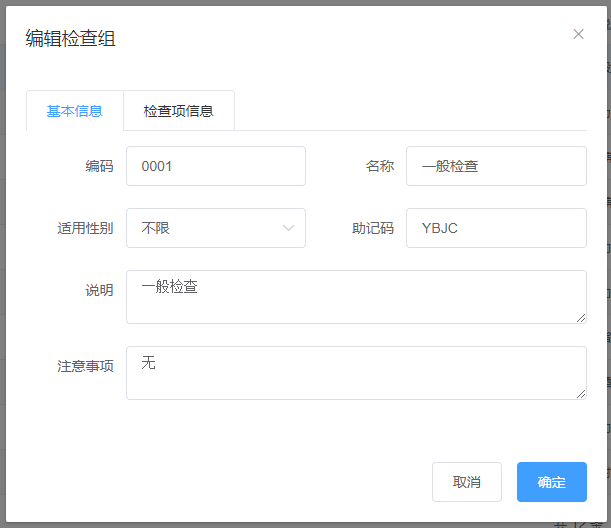 编辑检查组
基本信息 检查项信息
编码 0001 名称 一般检查
适用性别 不限 助记码 YBJC
说明 一般检查
注意事项 无
取消 确定